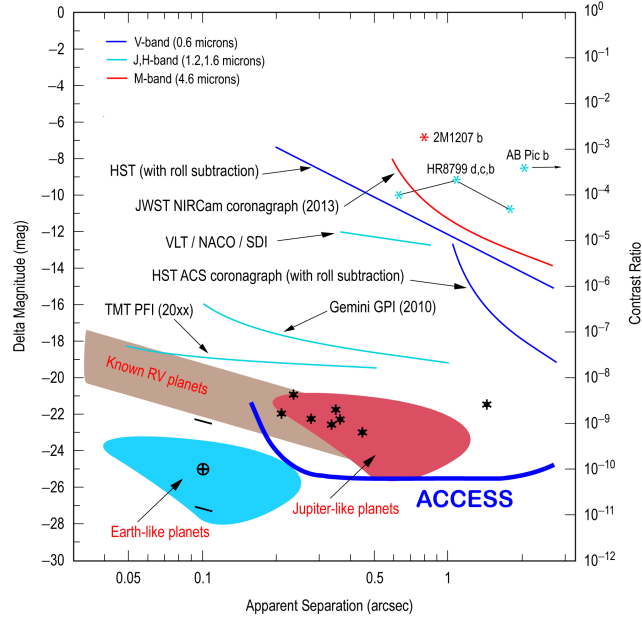 0
10^0
V-band (0.6 microns)
J,H-band (1.2,1.6 microns)
M-band (4.6 microns)
−2
10^-1
−4
10^-2
−6
2M1207 b
10^-3
AB Pic b
−8
HST (with roll subtraction)
HR8799 d,c,b
10^-4
−10
JWST NIRCam coronagraph (2013)
10^-5
−12
VLT / NACO / SDI
−14
HST ACS coronagraph (with roll subtraction)
10^-6
−16
TMT PFI (20xx)
Gemini GPI (2010)
10^-7
−18
Known RV planets
10^-8
−20
−22
10^-9
−24
10^-10
−26
ACCESS
Jupiter-like planets
10^-11
−28
Earth-like planets
−30
10^-12
0.05
0.1
0.5
1
Apparent Separation (arcsec)
Delta Magnitude (mag)
Contrast Ratio